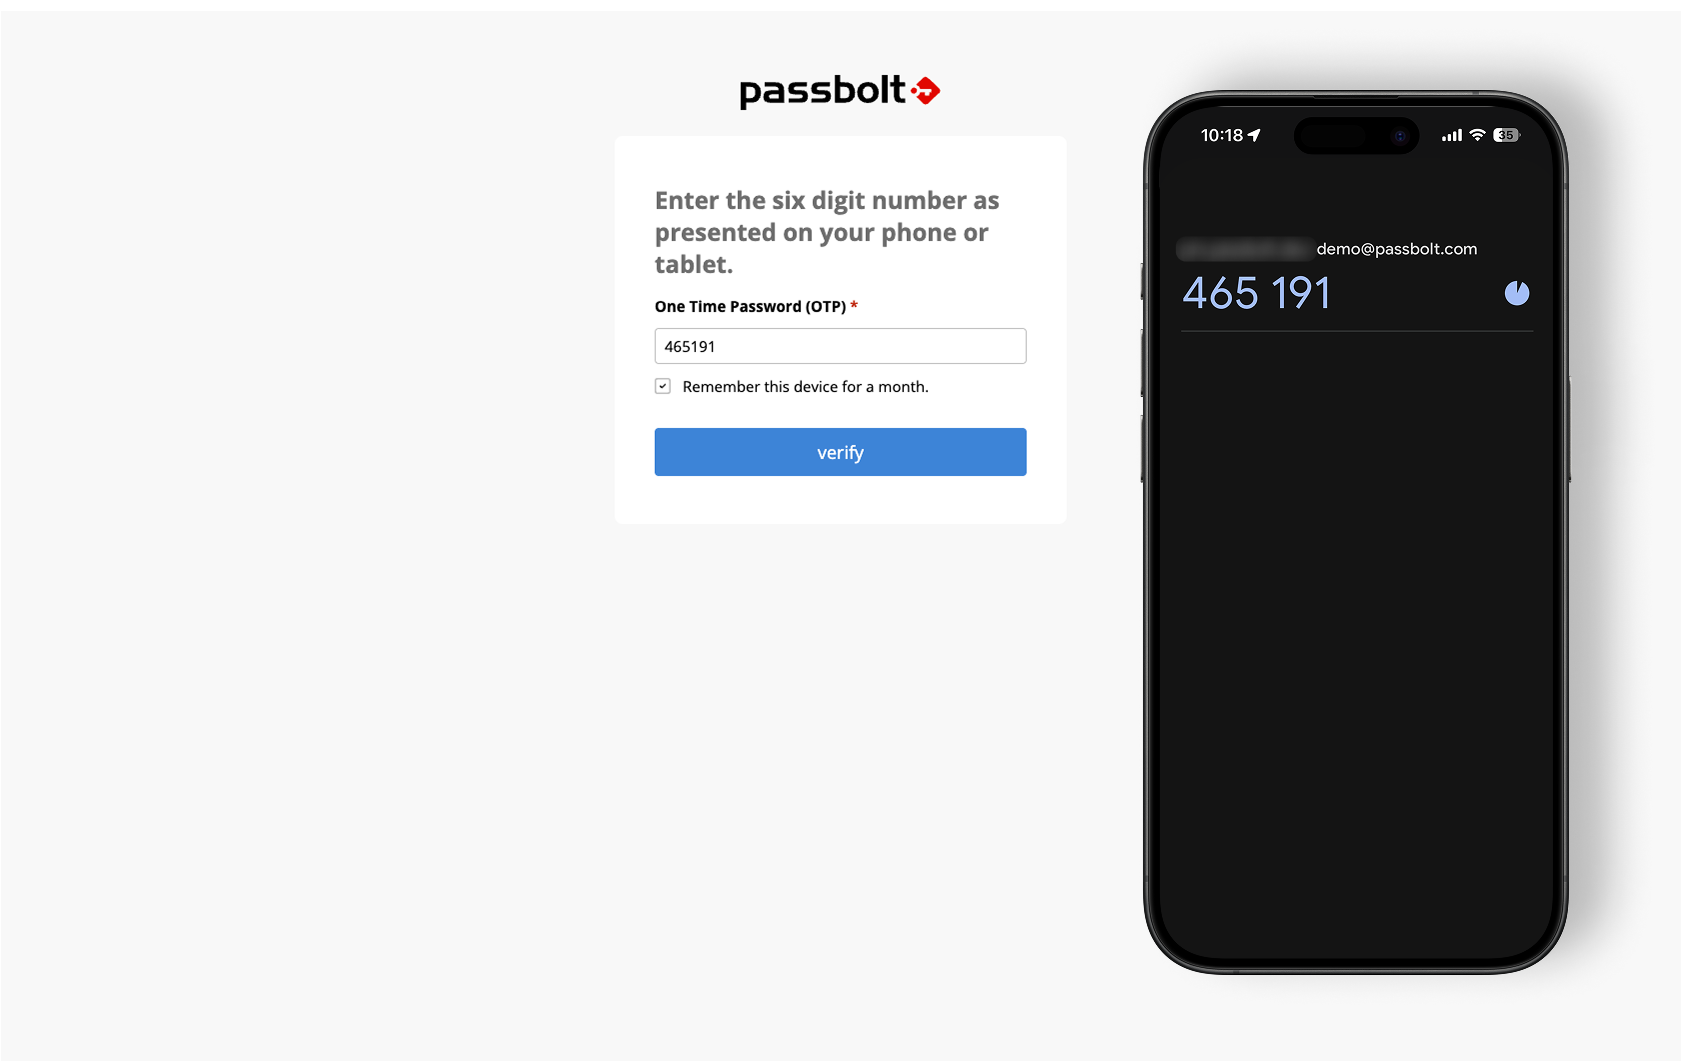 passbolt
Enter the six digit number as
presented on your phone or
tablet.
One Time Password (OTP) *
465191
Remember this device for a month.
verify
10:18
35
demo@passbolt.com
465 191